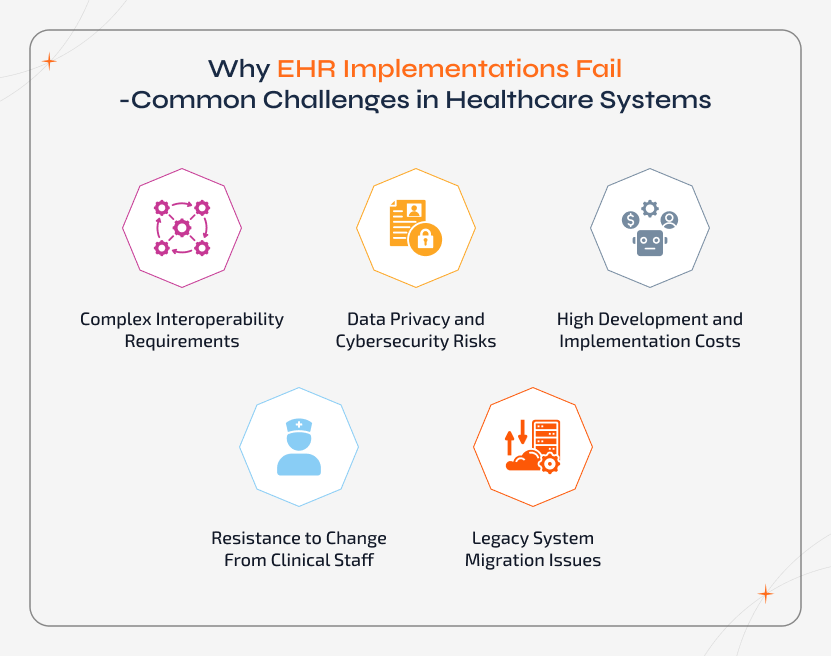 Why EHR Implementations Fail
-Common Challenges in Healthcare Systems
Complex Interoperability
Requirements
Data Privacy and
Cybersecurity Risks
High Development and
Implementation Costs
Resistance to Change
From Clinical Staff
Legacy System
Migration Issues